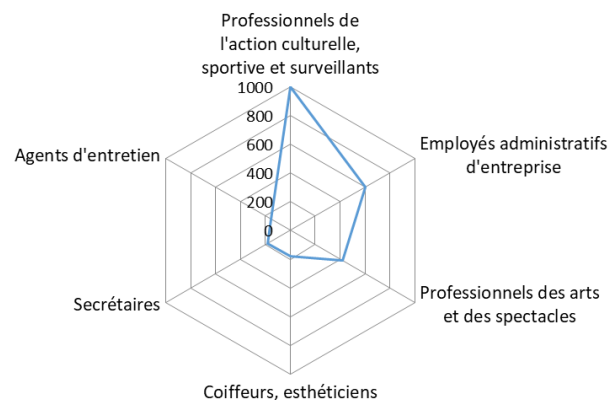 Professionnels de
l'action culturelle,
sportive et surveillants
1000
800
600
400
200
0
Employés administratifs
d'entreprise
Professionnels des arts
et des spectacles
Coiffeurs, esthéticiens
Secrétaires
Agents d'entretien